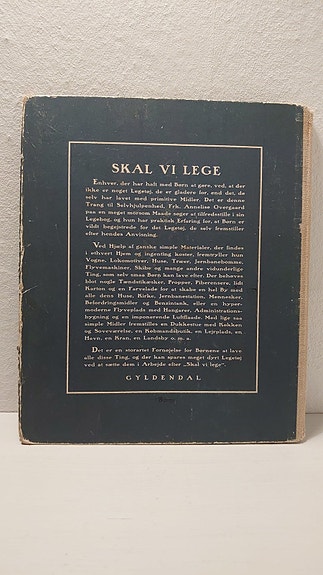 SKAL VI LEGE
Enhver, der har haft med Børn at gøre, ved, at der
ikke er noget Legetøj, de er gladere for, end det, de
selv har lavet med primitive Midler. Det er denne
Trang til Selvhjulpenhed, Frk. Annelise Overgaard
paa en meget morsom Maade søger at tilfredsstille i sin
Legebog, og hun har praktisk Erfaring for, at Børn er
vildt begejstrede for det Legetøj, de selv fremstiller
efter hendes Anvisning.
Ved Hjælp af ganske simple Materialer, der findes
i ethvert Hjem og ingenting koster, fremtryller hun
Vogne, Lokomotiver, Huse, Træer, Jernbanebomme,
Flyvemaskiner, Skibe og mange andre vidunderlige
Ting, som selv smaa Børn kan lave efter. Der behøves
blot nogle Tændstikæsker, Propper, Piberensere, lidt
Karton og en Farvelade for at skabe en hel By med
alle dens Huse, Kirke, Jernbanestation, Mennesker,
Befordringsmidler og Benzintank, eller en hyper-
moderne Flyveplads med Hangarer, Administrations-
bygning og en imponerende Luftflaade. Med lige saa
simple Midler fremstilles en Dukkestue med Køkken
og Soveværelse, en Købmandsbutik, en Lejrplads, en
Havn, en Kran, en Landsby o. m. a.
Det er en storartet Fornøjelse for Børnene at lave
alle disse Ting, og der kan spares meget dyrt Legetøj
ved at sætte dem i Arbejde efter „Skal vi lege".
GYLDENDAL